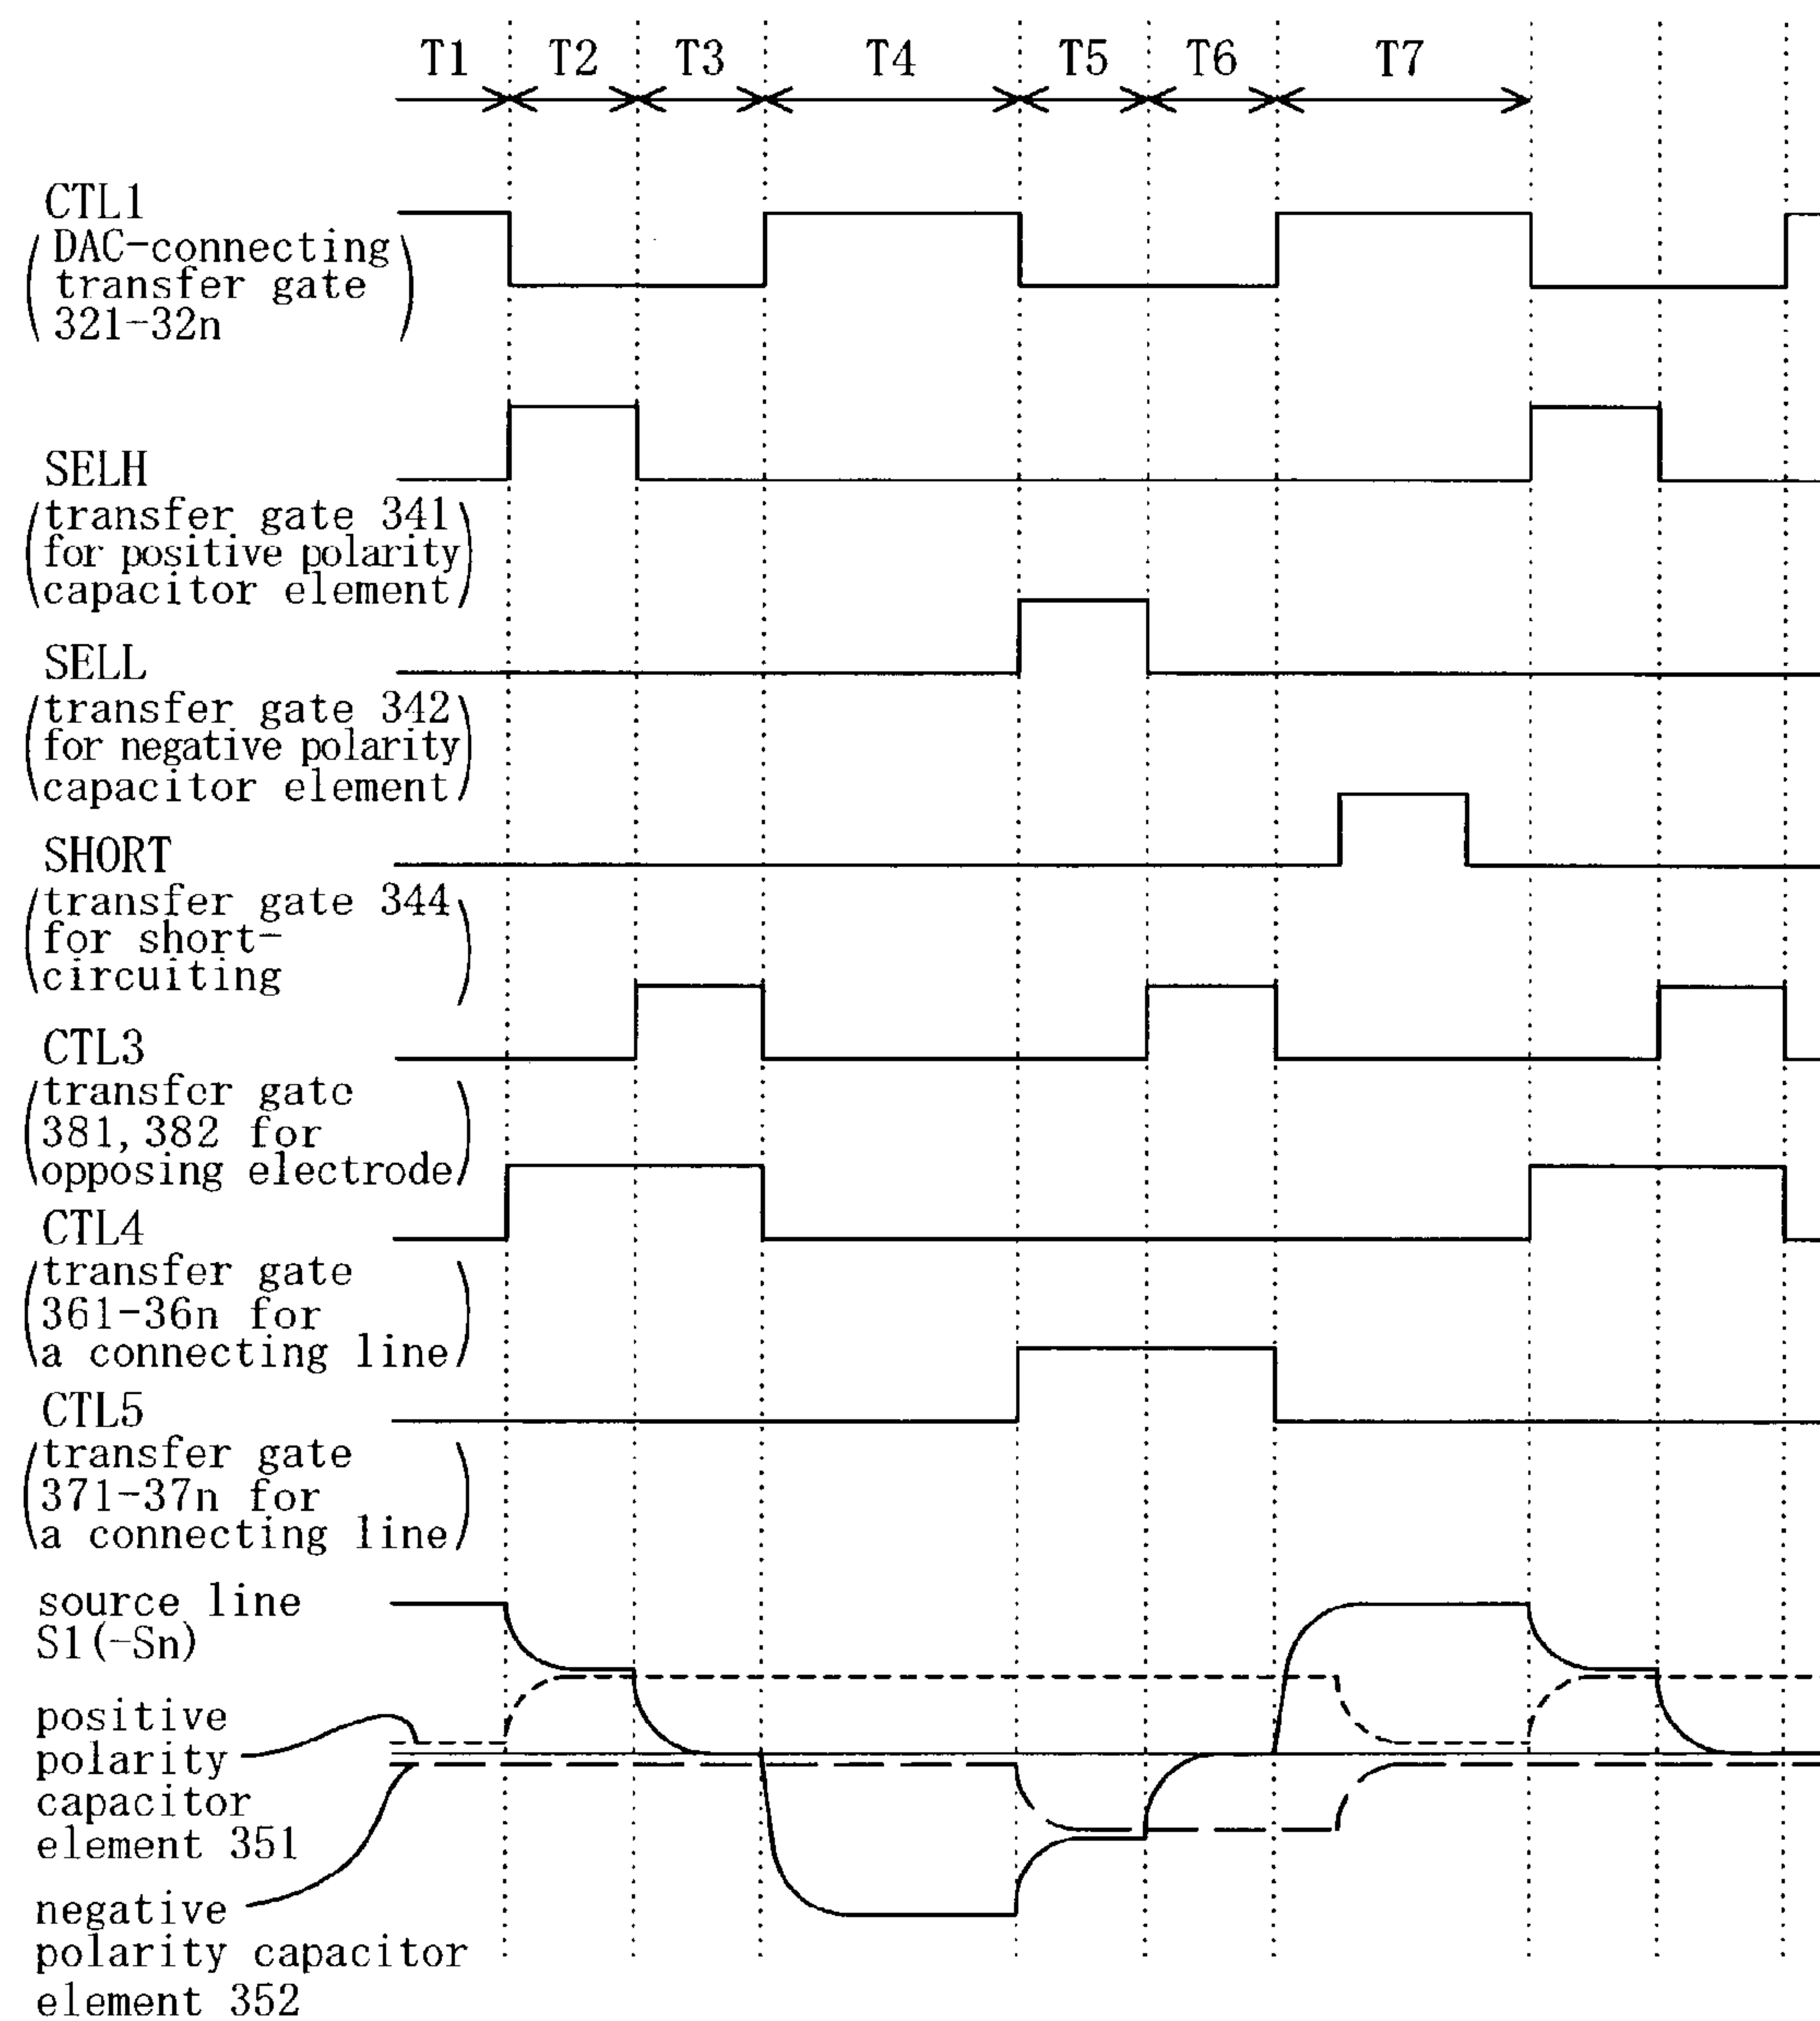 T1 T2 T3 T4 T5 T6 T7
CTL1
DAC-connecting
transfer gate
321-32n
SELH
transfer gate 341
for positive polarity
capacitor element
SELL
transfer gate 342
for negative polarity
capacitor element
SHORT
transfer gate 344
for short-
circuiting
CTL3
transfer gate
381,382 for
opposing electrode
CTL4
transfer gate
361-36n for
a connecting line
CTL5
transfer gate
371-37n for
a connecting line
source line
S1(-Sn)
positive
polarity
capacitor
element 351
negative
polarity capacitor
element 352